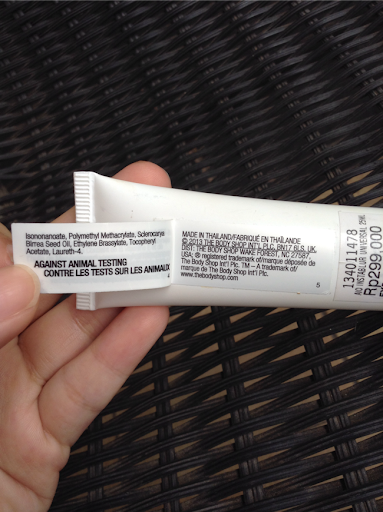 Isononanoate, Polymethyl Methacrylate, Sclerocarya
Birrea Seed Oil, Ethylene Brassylate, Tocopheryl
Acetate, Laureth-4.
AGAINST ANIMAL TESTING
CONTRE LES TESTS SUR LES ANIMAUX
MADE IN THAILAND/FABRIQUÉ EN THAÏLANDE
© 2013 THE BODY SHOP INT'L PLC, BN17 6LS, UK.
DIST: THE BODY SHOP WAKE FOREST, NC 27587,
USA: ® registered trademark of/marque déposée de
The Body Shop Int'l Plc. TM – A trademark of/
marque de The Body Shop Int'l Plc.
www.thebodyshop.com
5
1340111478
Rp299,000